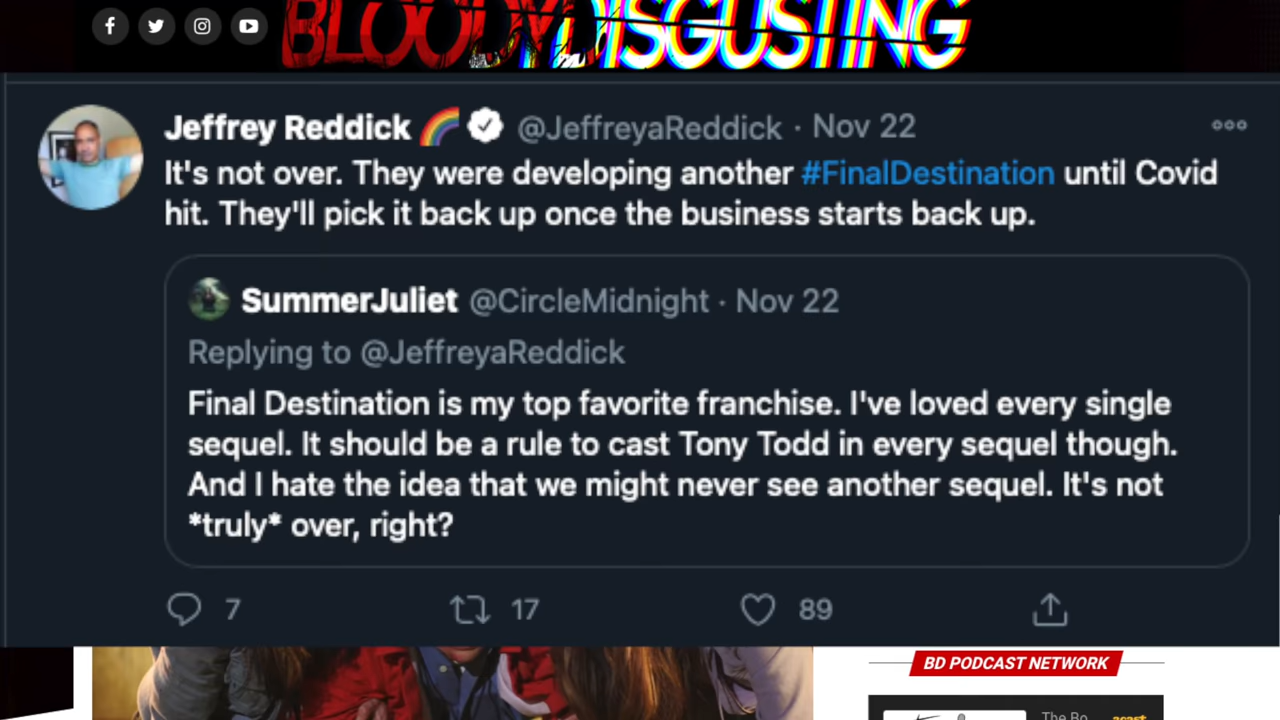 BLOODY DISGUSTING
Jeffrey Reddick @JeffreyaReddick · Nov 22
It's not over. They were developing another #FinalDestination until Covid
hit. They'll pick it back up once the business starts back up.
SummerJuliet @CircleMidnight · Nov 22
Replying to @JeffreyaReddick
Final Destination is my top favorite franchise. I've loved every single
sequel. It should be a rule to cast Tony Todd in every sequel though.
And I hate the idea that we might never see another sequel. It's not
*truly* over, right?
7 17 89
BD PODCAST NETWORK
The Bo acast